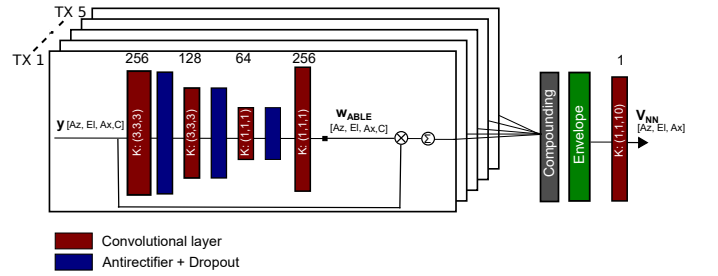 TX 5
TX 1
256 128 64 256 1
y [Az, El, Ax,C]
K: (3,3,3)
K: (3,3,3)
K: (1,1,1)
K: (1,1,1)
wABLE
[Az, El, Ax,C]
Σ
Compounding
Envelope
K: (1,1,10)
VNN
[Az, El, Ax]
Convolutional layer
Antirectifier + Dropout